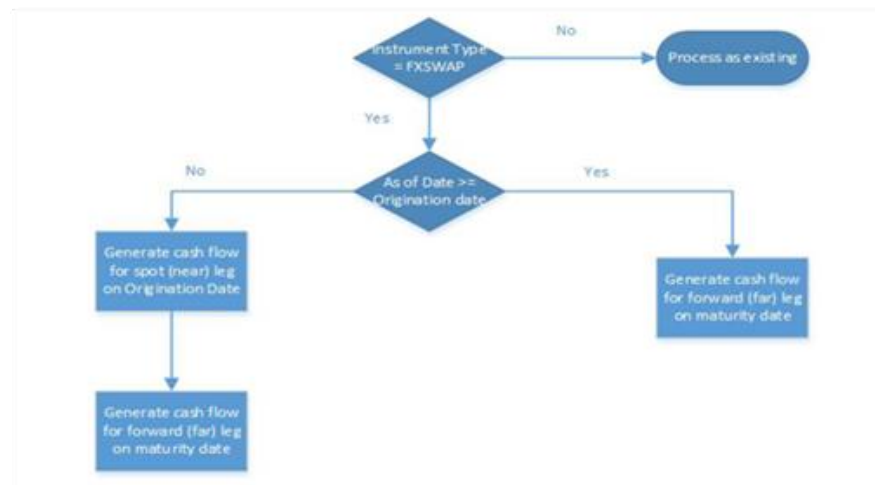 Instrument Type
= FXSWAP
No
Process as existing
Yes
As of Date >=
Origination date
No
Yes
Generate cash flow
for spot (near) leg
on Origination Date
Generate cash flow
for forward (far) leg
on maturity date
Generate cash flow
for forward (far) leg
on maturity date